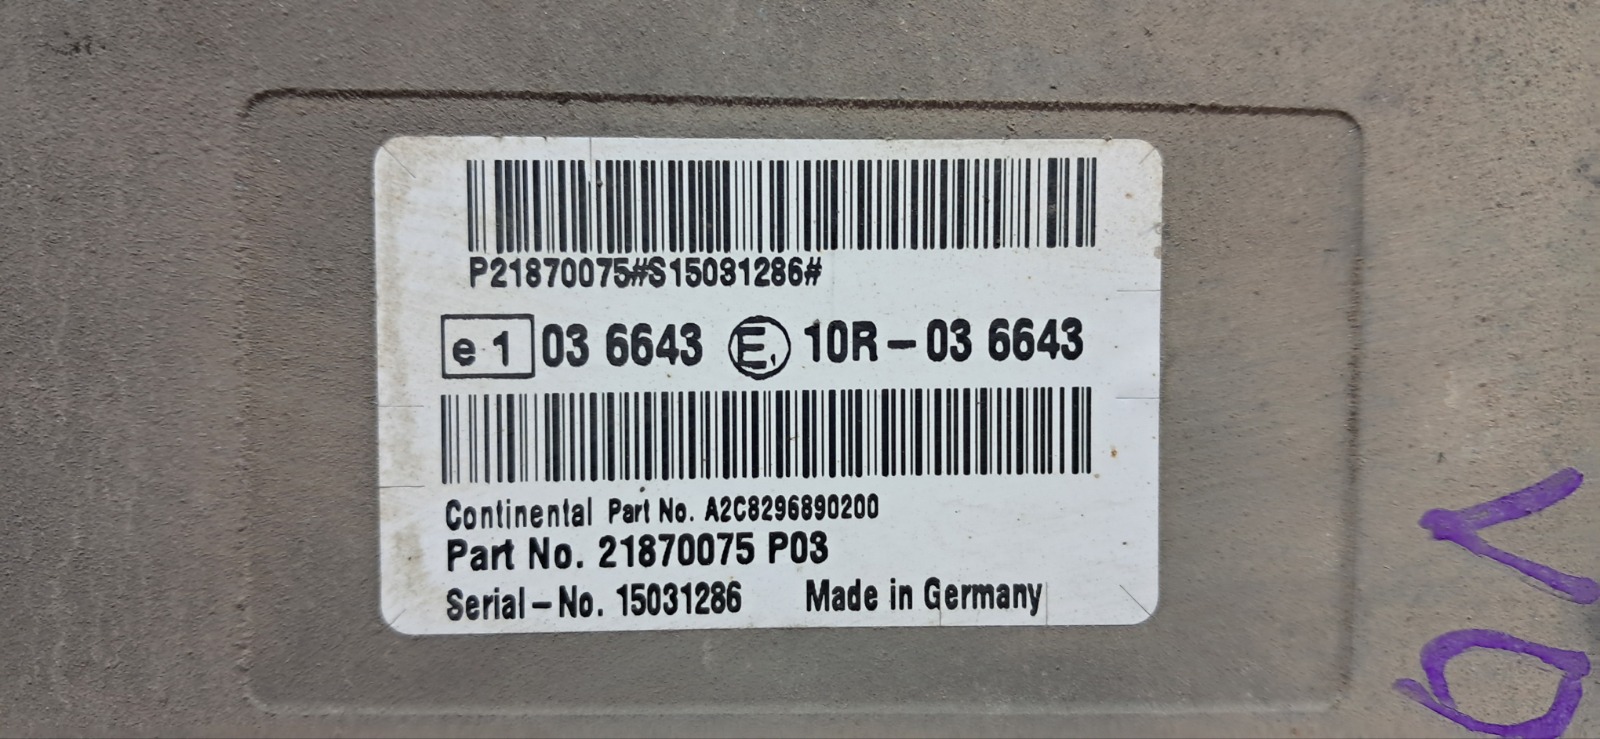 P21870075#S15031286#
e1 03 6643 E1 10R-03 6643
Continental Part No. A2C8296890200
Part No. 21870075 P03
Serial-No. 15031286 Made in Germany